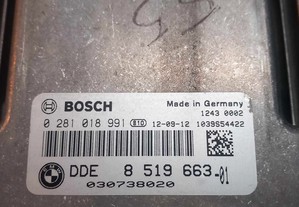 BOSCH
Made in Germany
1243 0002
0 281 018 991 B10 12-09-12 1039S54422
DDE 8 519 663-01
030738020